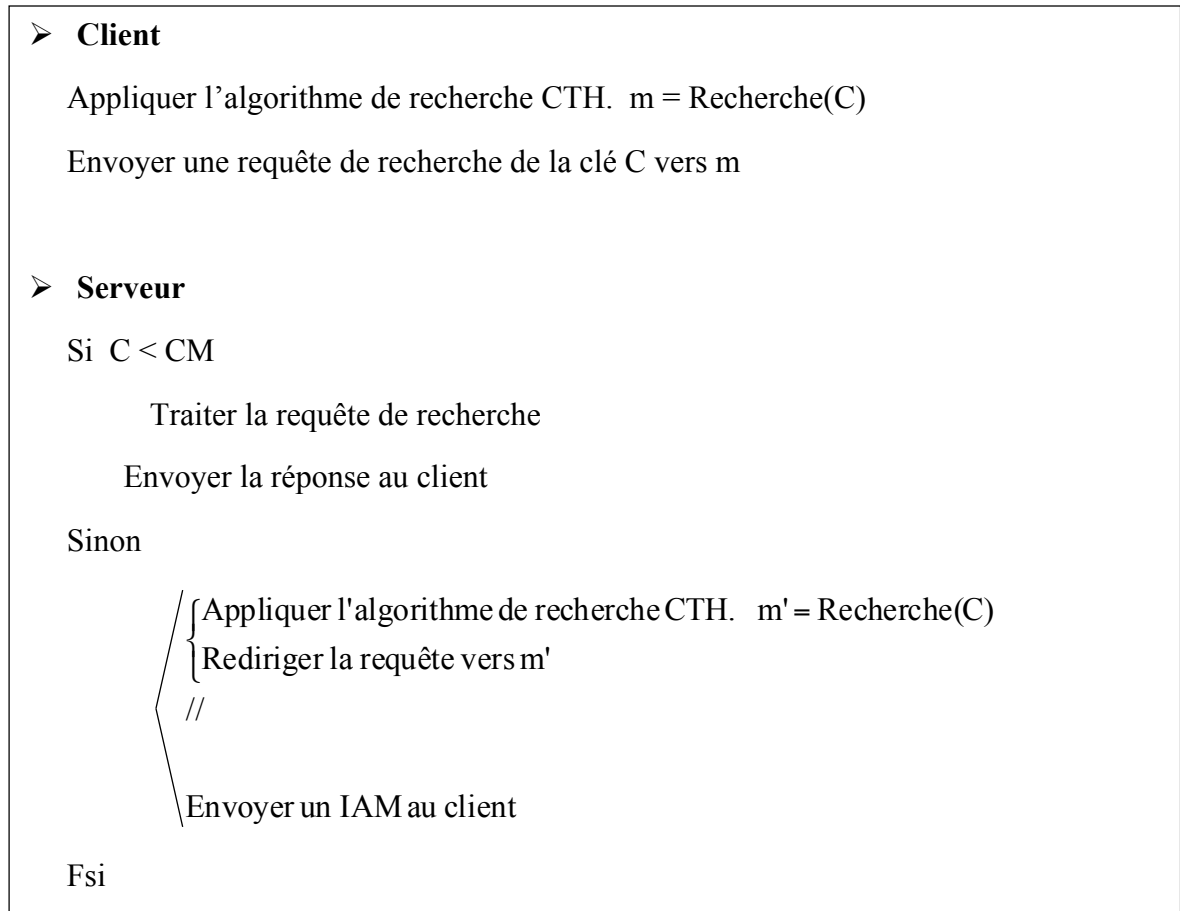 ➢ Client
Appliquer l’algorithme de recherche CTH. m = Recherche(C)
Envoyer une requête de recherche de la clé C vers m
➢ Serveur
Si C < CM
Traiter la requête de recherche
Envoyer la réponse au client
Sinon
Appliquer l'algorithme de recherche CTH. m' = Recherche(C)
Rediriger la requête vers m'
//
Envoyer un IAM au client
Fsi